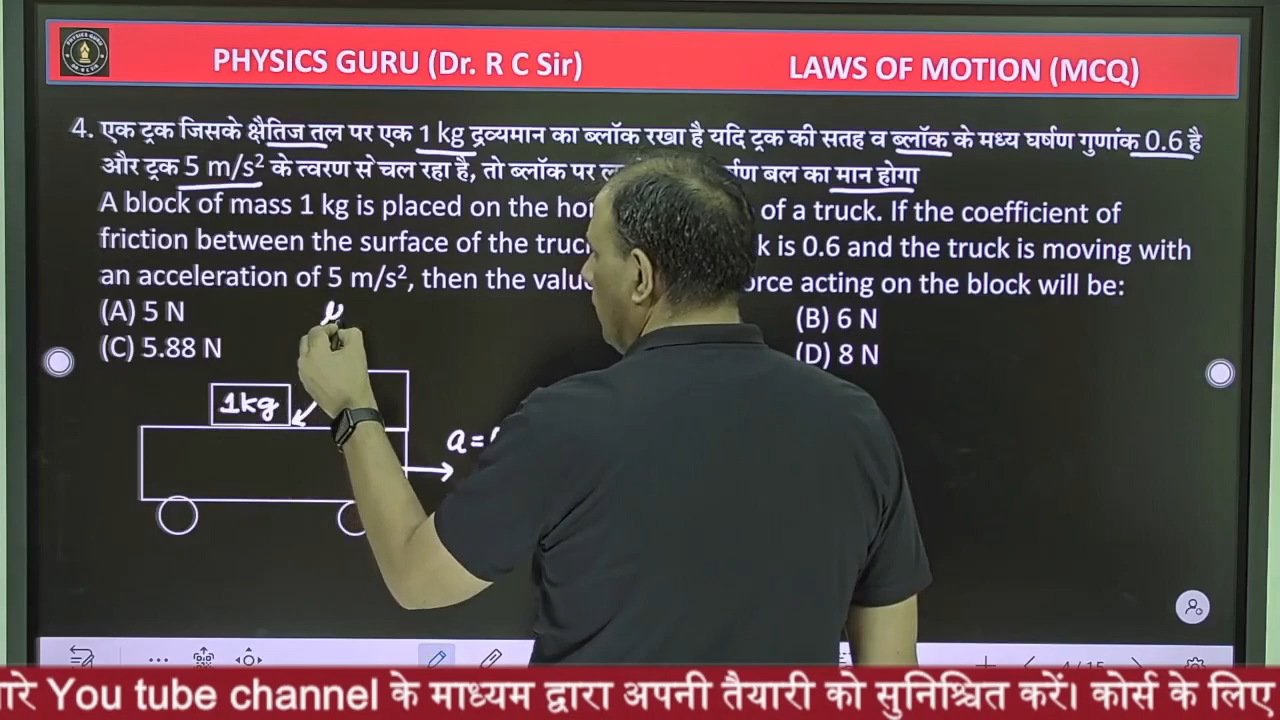 PHYSICS GURU (Dr. R C Sir)
LAWS OF MOTION (MCQ)
4. एक ट्रक जिसके क्षैतिज तल पर एक 1 kg द्रव्यमान का ब्लॉक रखा है यदि ट्रक की सतह व ब्लॉक के मध्य घर्षण गुणांक 0.6 है
और ट्रक 5 m/s² के त्वरण से चल रहा है, तो ब्लॉक पर बल का मान होगा
A block of mass 1 kg is placed on the of a truck. If the coefficient of
friction between the surface of the is 0.6 and the truck is moving with
an acceleration of 5 m/s², then the acting on the block will be:
(A) 5 N
(B) 6 N
(C) 5.88 N
(D) 8 N
μ
1kg
a =
4/15
You tube channel के माध्यम द्वारा अपनी तैयारी को सुनिश्चित करें। कोर्स के लिए